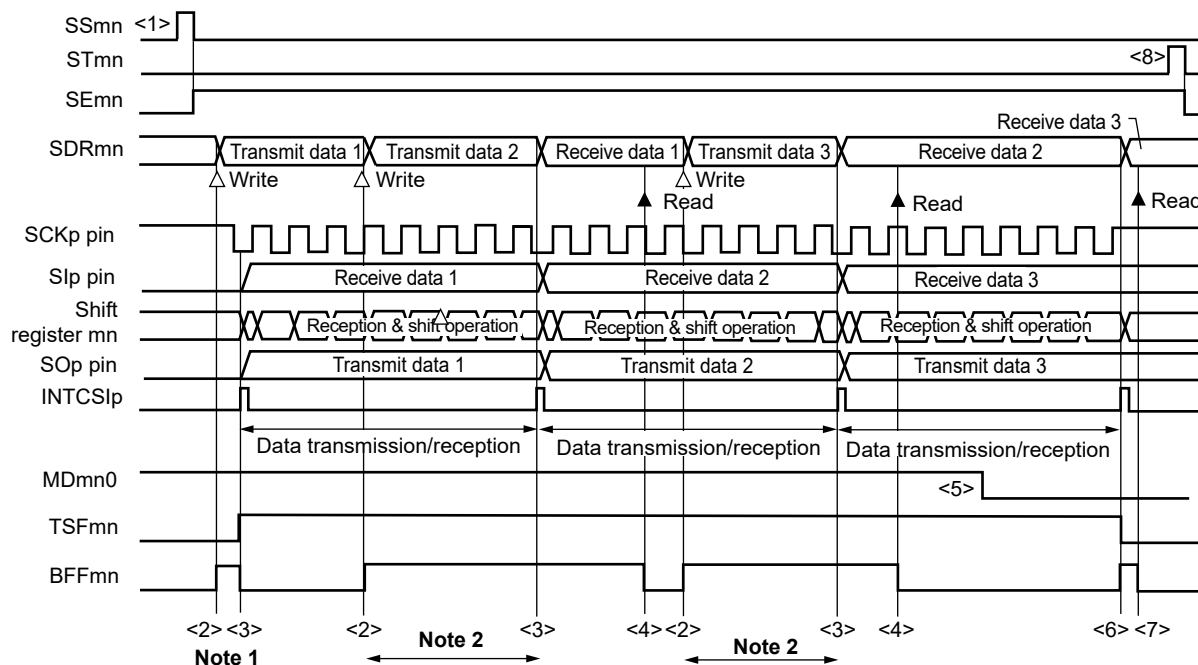 SSmn <1>
STmn <8>
SEmn
Receive data 3
SDRmn Transmit data 1 Transmit data 2 Receive data 1 Transmit data 3 Receive data 2
Write Write Write
Read Read Read
SCKp pin
SIp pin Receive data 1 Receive data 2 Receive data 3
Shift
register mn Reception & shift operation Reception & shift operation Reception & shift operation
SOp pin Transmit data 1 Transmit data 2 Transmit data 3
INTCSIp
Data transmission/reception Data transmission/reception Data transmission/reception
MDmn0 <5>
TSFmn
BFFmn
<2> <3> <2> <3> <4> <2> <3> <4> <6> <7>
Note 1 Note 2 Note 2